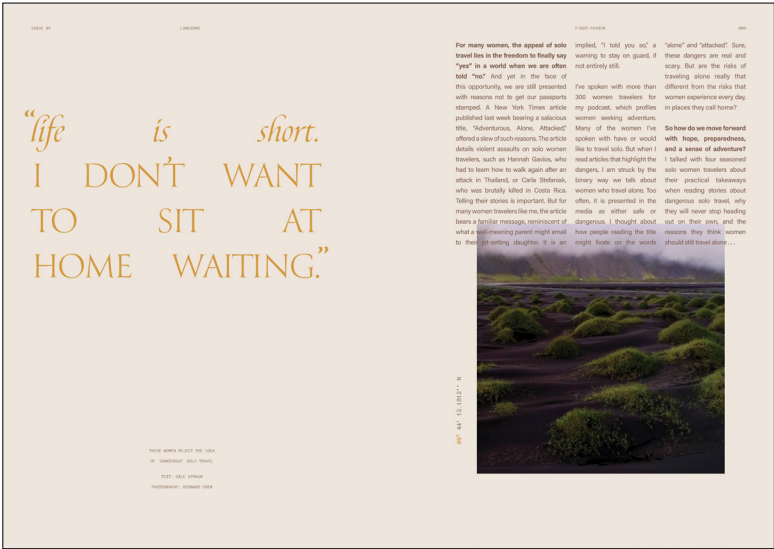 ISSUE 04
LONESOME
FIRST-PERSON
“life is short.
I DON’T WANT
TO SIT AT
HOME WAITING.”
THESE WOMEN REJECT THE IDEA
OF ‘DANGEROUS’ SOLO TRAVEL
TEXT: HALI STRAUB
PHOTOGRAPHY: BERNARD CHEN
For many women, the appeal of solo
travel lies in the freedom to finally say
“yes” in a world when we are often
told “no.” And yet in the face of
this opportunity, we are still presented
with reasons not to get our passports
stamped. A New York Times article
published last week bearing a salacious
title, “Adventurous, Alone, Attacked,”
offered a slew of such reasons. The article
details violent assaults on solo women
travelers, such as Hannah Gavios, who
had to learn how to walk again after an
attack in Thailand, or Carla Stefaniak,
who was brutally killed in Costa Rica.
Telling their stories is important. But for
many women travelers like me, the article
bears a familiar message, reminiscent of
what a well-meaning parent might email
to their jet-setting daughter. It is an
implied, “I told you so,” a
warning to stay on guard, if
not entirely still.
I’ve spoken with more than
300 women travelers for
my podcast, which profiles
women seeking adventure.
Many of the women I’ve
spoken with have or would
like to travel solo. But when I
read articles that highlight the
dangers, I am struck by the
binary way we talk about
women who travel alone. Too
often, it is presented in the
media as either safe or
dangerous. I thought about
how people reading the title
might fixate on the words
“alone” and “attacked”. Sure,
these dangers are real and
scary. But are the risks of
traveling alone really that
different from the risks that
women experience every day,
in places they call home?
So how do we move forward
with hope, preparedness,
and a sense of adventure?
I talked with four seasoned
solo women travelers about
their practical takeaways
when reading stories about
dangerous solo travel, why
they will never stop heading
out on their own, and the
reasons they think women
should still travel alone . . .